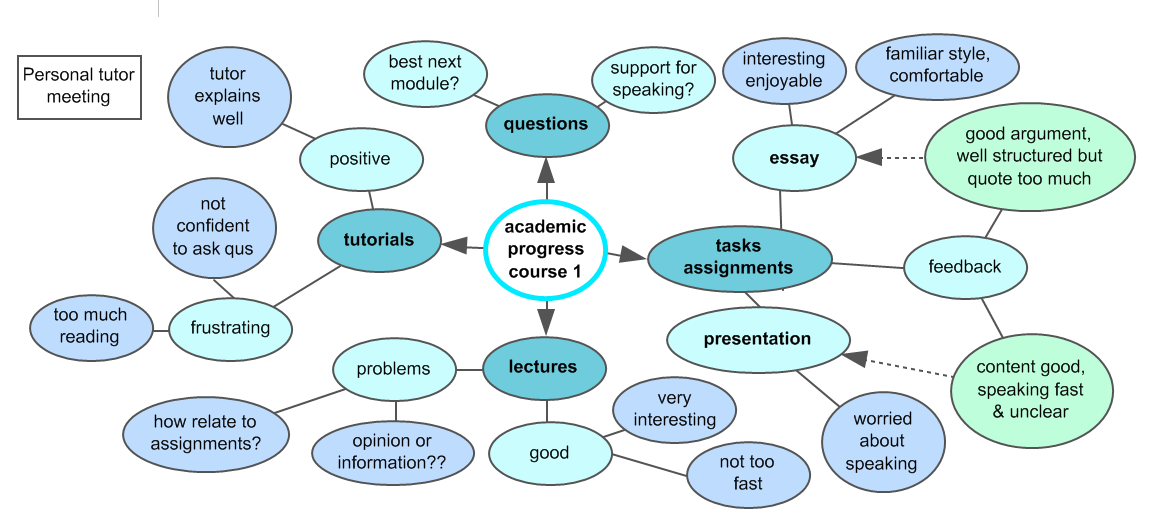 Personal tutor
meeting
tutor
explains
well
positive
not
confident
to ask qus
tutorials
too much
reading
frustrating
best next
module?
support for
speaking?
questions
academic
progress
course 1
interesting
enjoyable
familiar style,
comfortable
essay
good argument,
well structured but
quote too much
tasks
assignments
feedback
presentation
content good,
speaking fast
& unclear
worried
about
speaking
lectures
problems
how relate to
assignments?
opinion or
information??
good
very
interesting
not too
fast